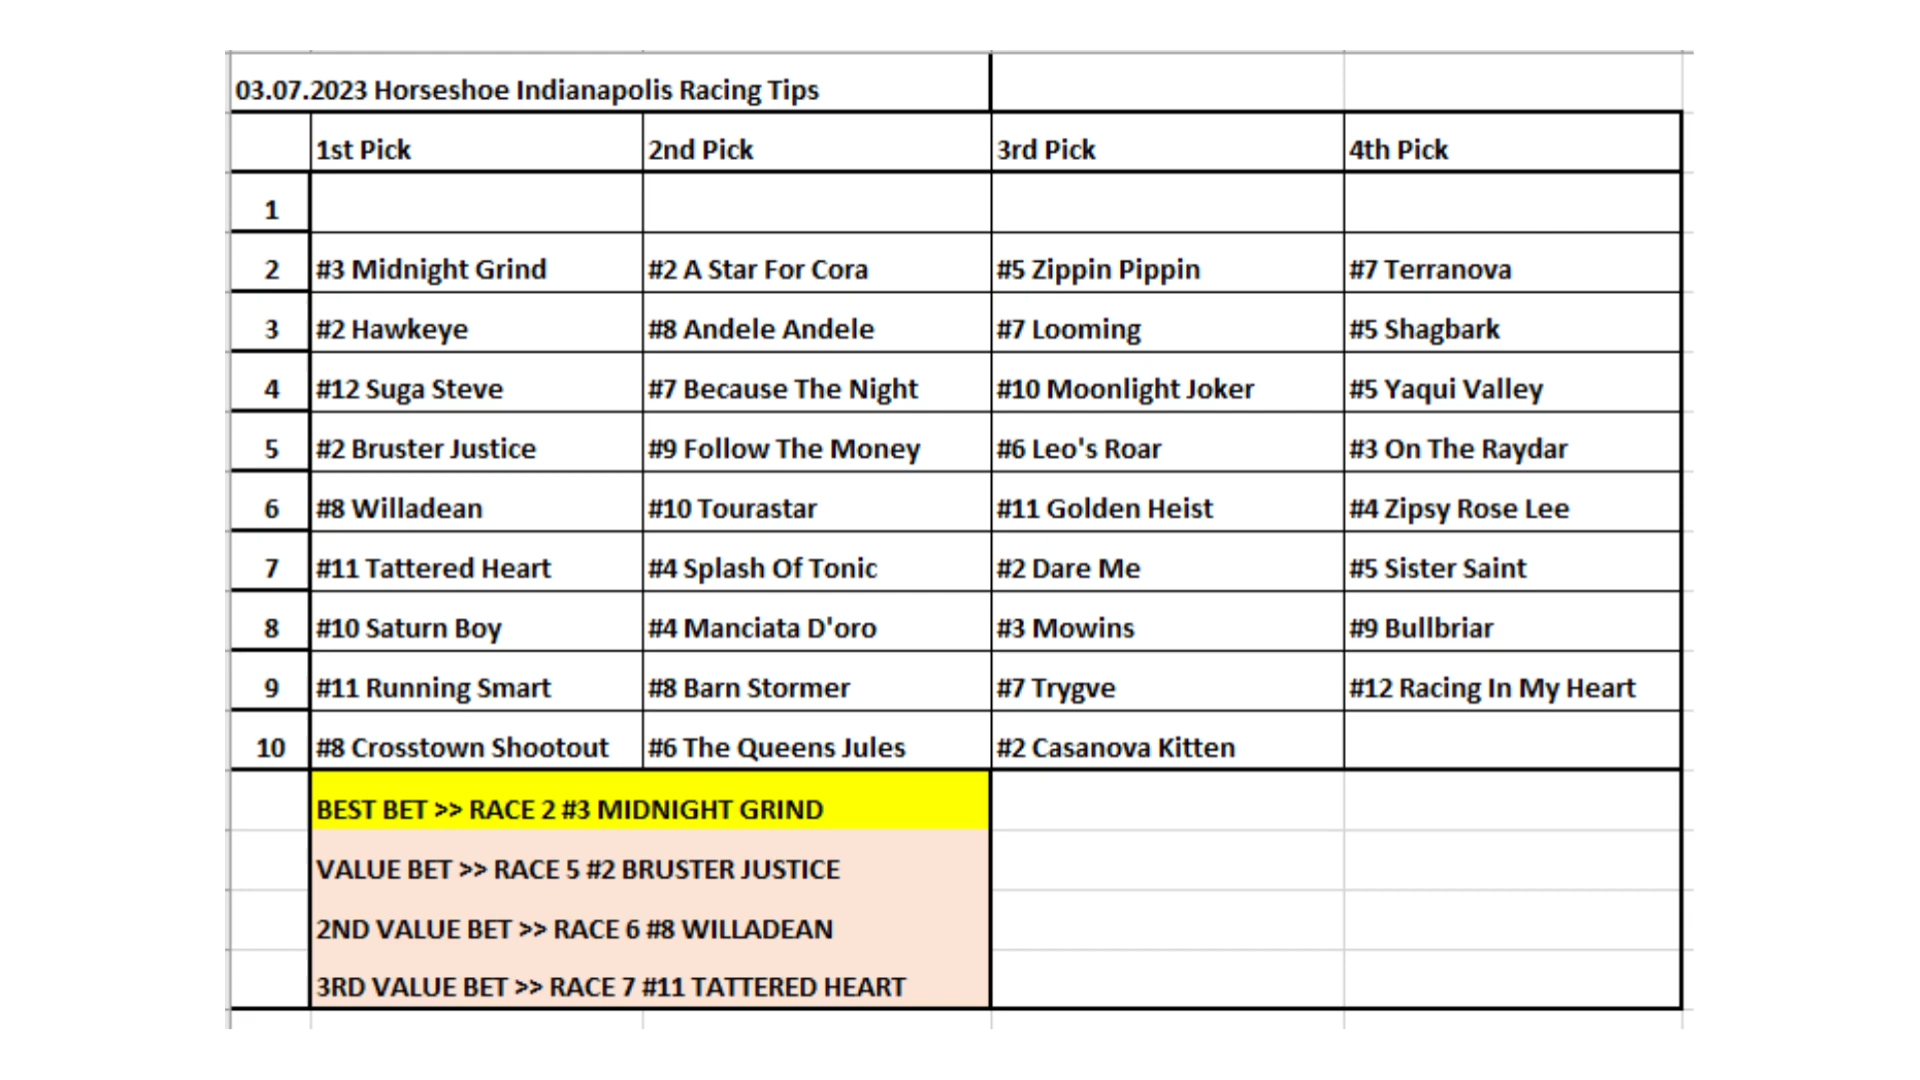 03.07.2023 Horseshoe Indianapolis Racing Tips
1st Pick 2nd Pick 3rd Pick 4th Pick
1
2 #3 Midnight Grind #2 A Star For Cora #5 Zippin Pippin #7 Terranova
3 #2 Hawkeye #8 Andele Andele #7 Looming #5 Shagbark
4 #12 Suga Steve #7 Because The Night #10 Moonlight Joker #5 Yaqui Valley
5 #2 Bruster Justice #9 Follow The Money #6 Leo's Roar #3 On The Raydar
6 #8 Willadean #10 Tourastar #11 Golden Heist #4 Zipsy Rose Lee
7 #11 Tattered Heart #4 Splash Of Tonic #2 Dare Me #5 Sister Saint
8 #10 Saturn Boy #4 Manciata D'oro #3 Mowins #9 Bullbriar
9 #11 Running Smart #8 Barn Stormer #7 Trygve #12 Racing In My Heart
10 #8 Crosstown Shootout #6 The Queens Jules #2 Casanova Kitten
BEST BET >> RACE 2 #3 MIDNIGHT GRIND
VALUE BET >> RACE 5 #2 BRUSTER JUSTICE
2ND VALUE BET >> RACE 6 #8 WILLADEAN
3RD VALUE BET >> RACE 7 #11 TATTERED HEART